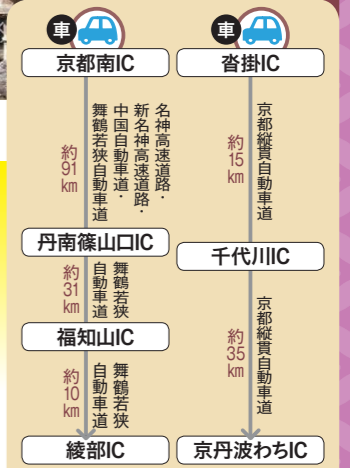 車
京都南IC
名神高速道路・
新名神高速道路・
中国自動車道・
舞鶴若狭自動車道
約
91
km
丹南篠山口IC
舞鶴若狭
自動車道
約
31
km
福知山IC
舞鶴若狭
自動車道
約
10
km
綾部IC
車
沓掛IC
京都縦貫自動車道
約
15
km
千代川IC
京都縦貫自動車道
約
35
km
京丹波わちIC